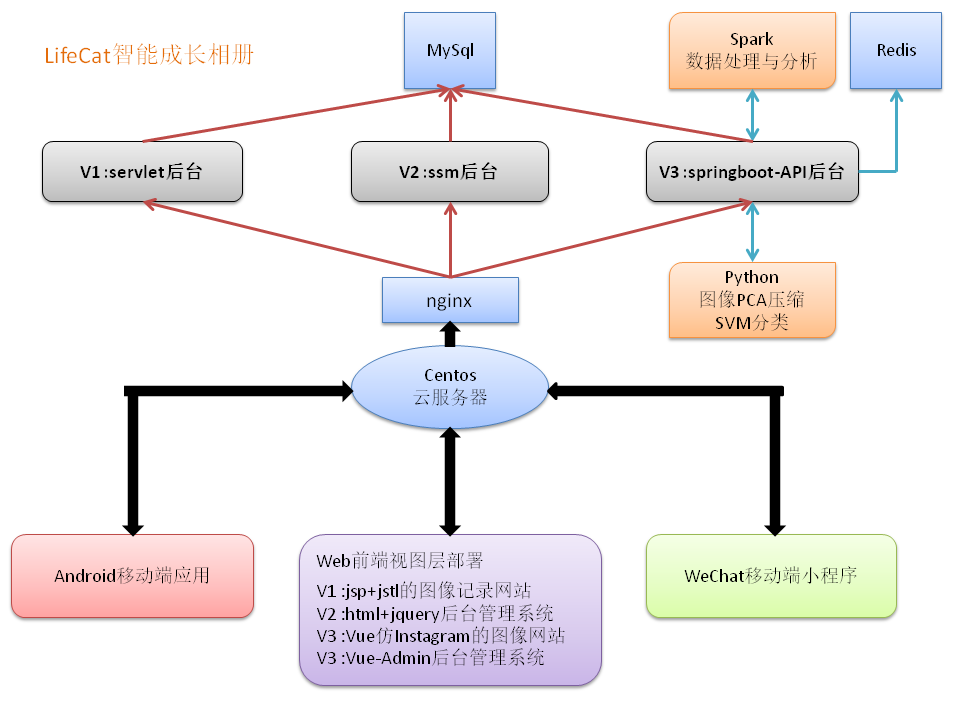 LifeCat智能成长相册
MySql
Spark
数据处理与分析
Redis
V1:servlet后台
V2:ssm后台
V3:springboot-API后台
nginx
Python
图像PCA压缩
SVM分类
Centos
云服务器
Android移动端应用
Web前端视图层部署
V1:jsp+jstl的图像记录网站
V2:html+jquery后台管理系统
V3:Vue仿Instagram的图像网站
V3:Vue-Admin后台管理系统
WeChat移动端小程序